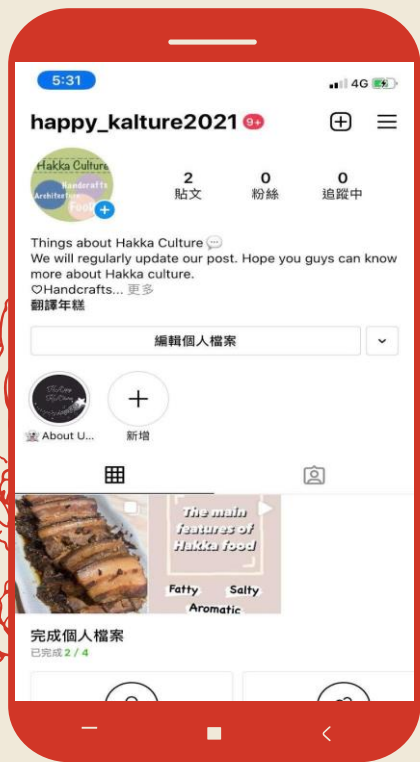 5:31
4G
happy_kalture2021 9+
Hakka Culture
Handcrafts
Architecture
Food
2 0 0
貼文 粉絲 追蹤中
Things about Hakka Culture 💬
We will regularly update our post. Hope you guys can know
more about Hakka culture.
♡Handcrafts... 更多
翻譯年糕
編輯個人檔案
About U... 新增
The main
features of
Hakka food
Fatty Salty
Aromatic
完成個人檔案
已完成 2 / 4